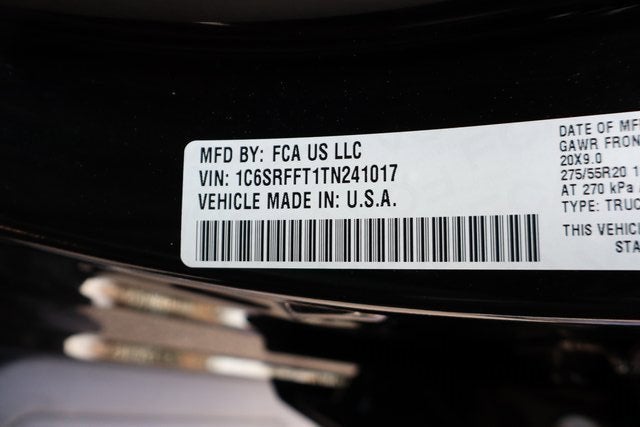 MFD BY: FCA US LLC
VIN: 1C6SRFFT1TN241017
VEHICLE MADE IN: U.S.A.
DATE OF MF
GAWR FRON
20X9.0
275/55R20 1
AT 270 kPa
TYPE: TRUC
THIS VEHIC
STA